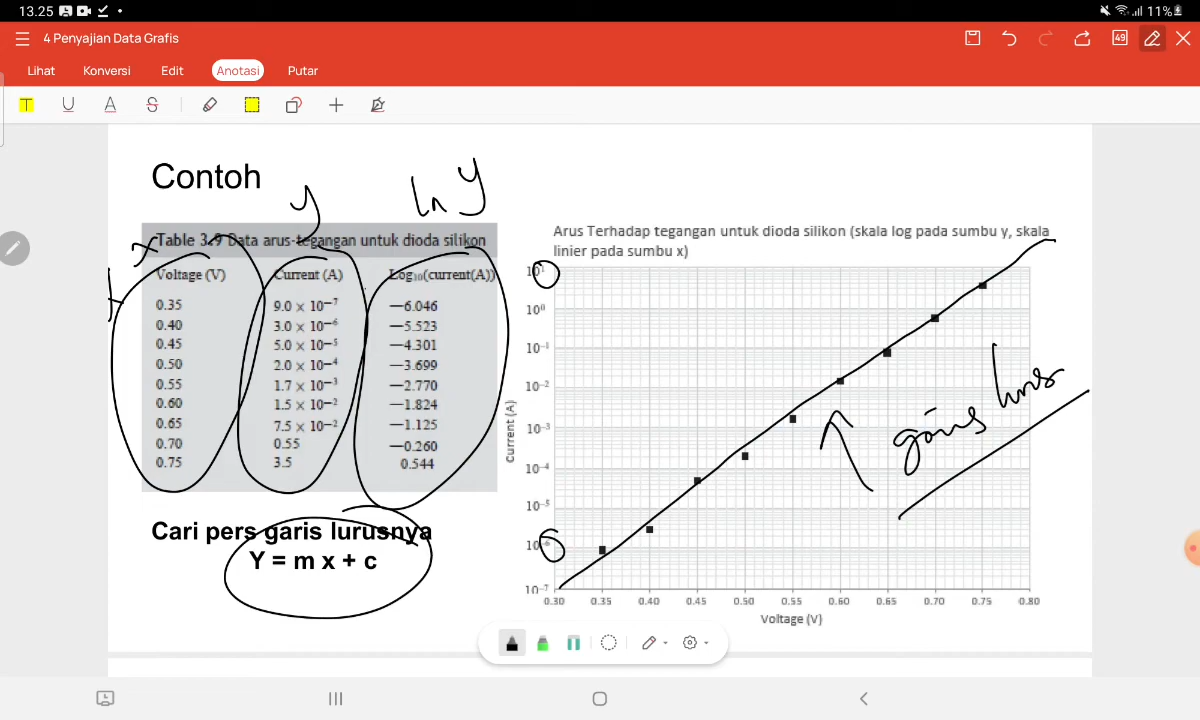 13.25
11%
4 Penyajian Data Grafis
49
Lihat Konversi Edit Anotasi Putar
T U A S
Contoh
y
ln y
x
Table 3.9 Data arus-tegangan untuk dioda silikon
Voltage (V) Current (A) Log10(current(A))
0.35 9.0 x 10⁻⁷ —6.046
0.40 3.0 x 10⁻⁶ —5.523
0.45 5.0 x 10⁻⁵ —4.301
0.50 2.0 x 10⁻⁴ —3.699
0.55 1.7 x 10⁻³ —2.770
0.60 1.5 x 10⁻² —1.824
0.65 7.5 x 10⁻² —1.125
0.70 0.55 —0.260
0.75 3.5 0.544
Cari pers garis lurusnya
Y = m x + c
Arus Terhadap tegangan untuk dioda silikon (skala log pada sumbu y, skala
linier pada sumbu x)
10¹
10⁰
10⁻¹
10⁻²
10⁻³
10⁻⁴
10⁻⁵
10⁻⁶
10⁻⁷
Current (A)
garis lurus
0.30 0.35 0.40 0.45 0.50 0.55 0.60 0.65 0.70 0.75 0.80
Voltage (V)